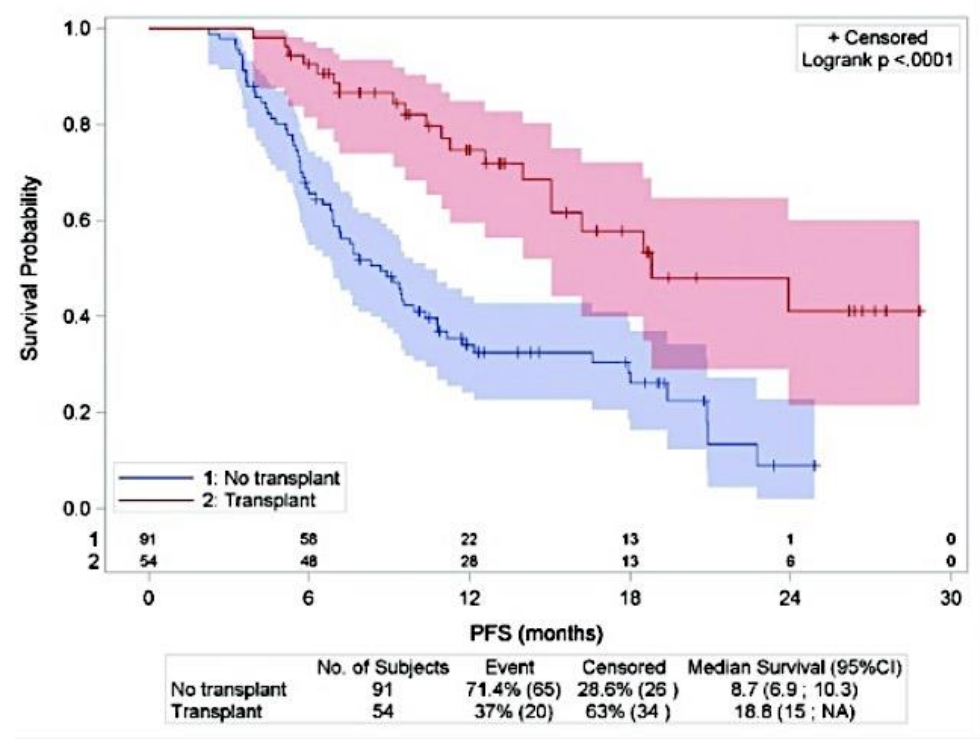 + Censored
Logrank p <.0001
1.0
0.8
0.6
0.4
0.2
0.0
Survival Probability
1: No transplant
2: Transplant
1 91 58 22 13 1 0
2 54 48 28 13 6 0
0 6 12 18 24 30
PFS (months)
No. of Subjects Event Censored Median Survival (95%CI)
No transplant 91 71.4% (65) 28.6% (26 ) 8.7 (6.9 ; 10.3)
Transplant 54 37% (20) 63% (34 ) 18.8 (15 ; NA)